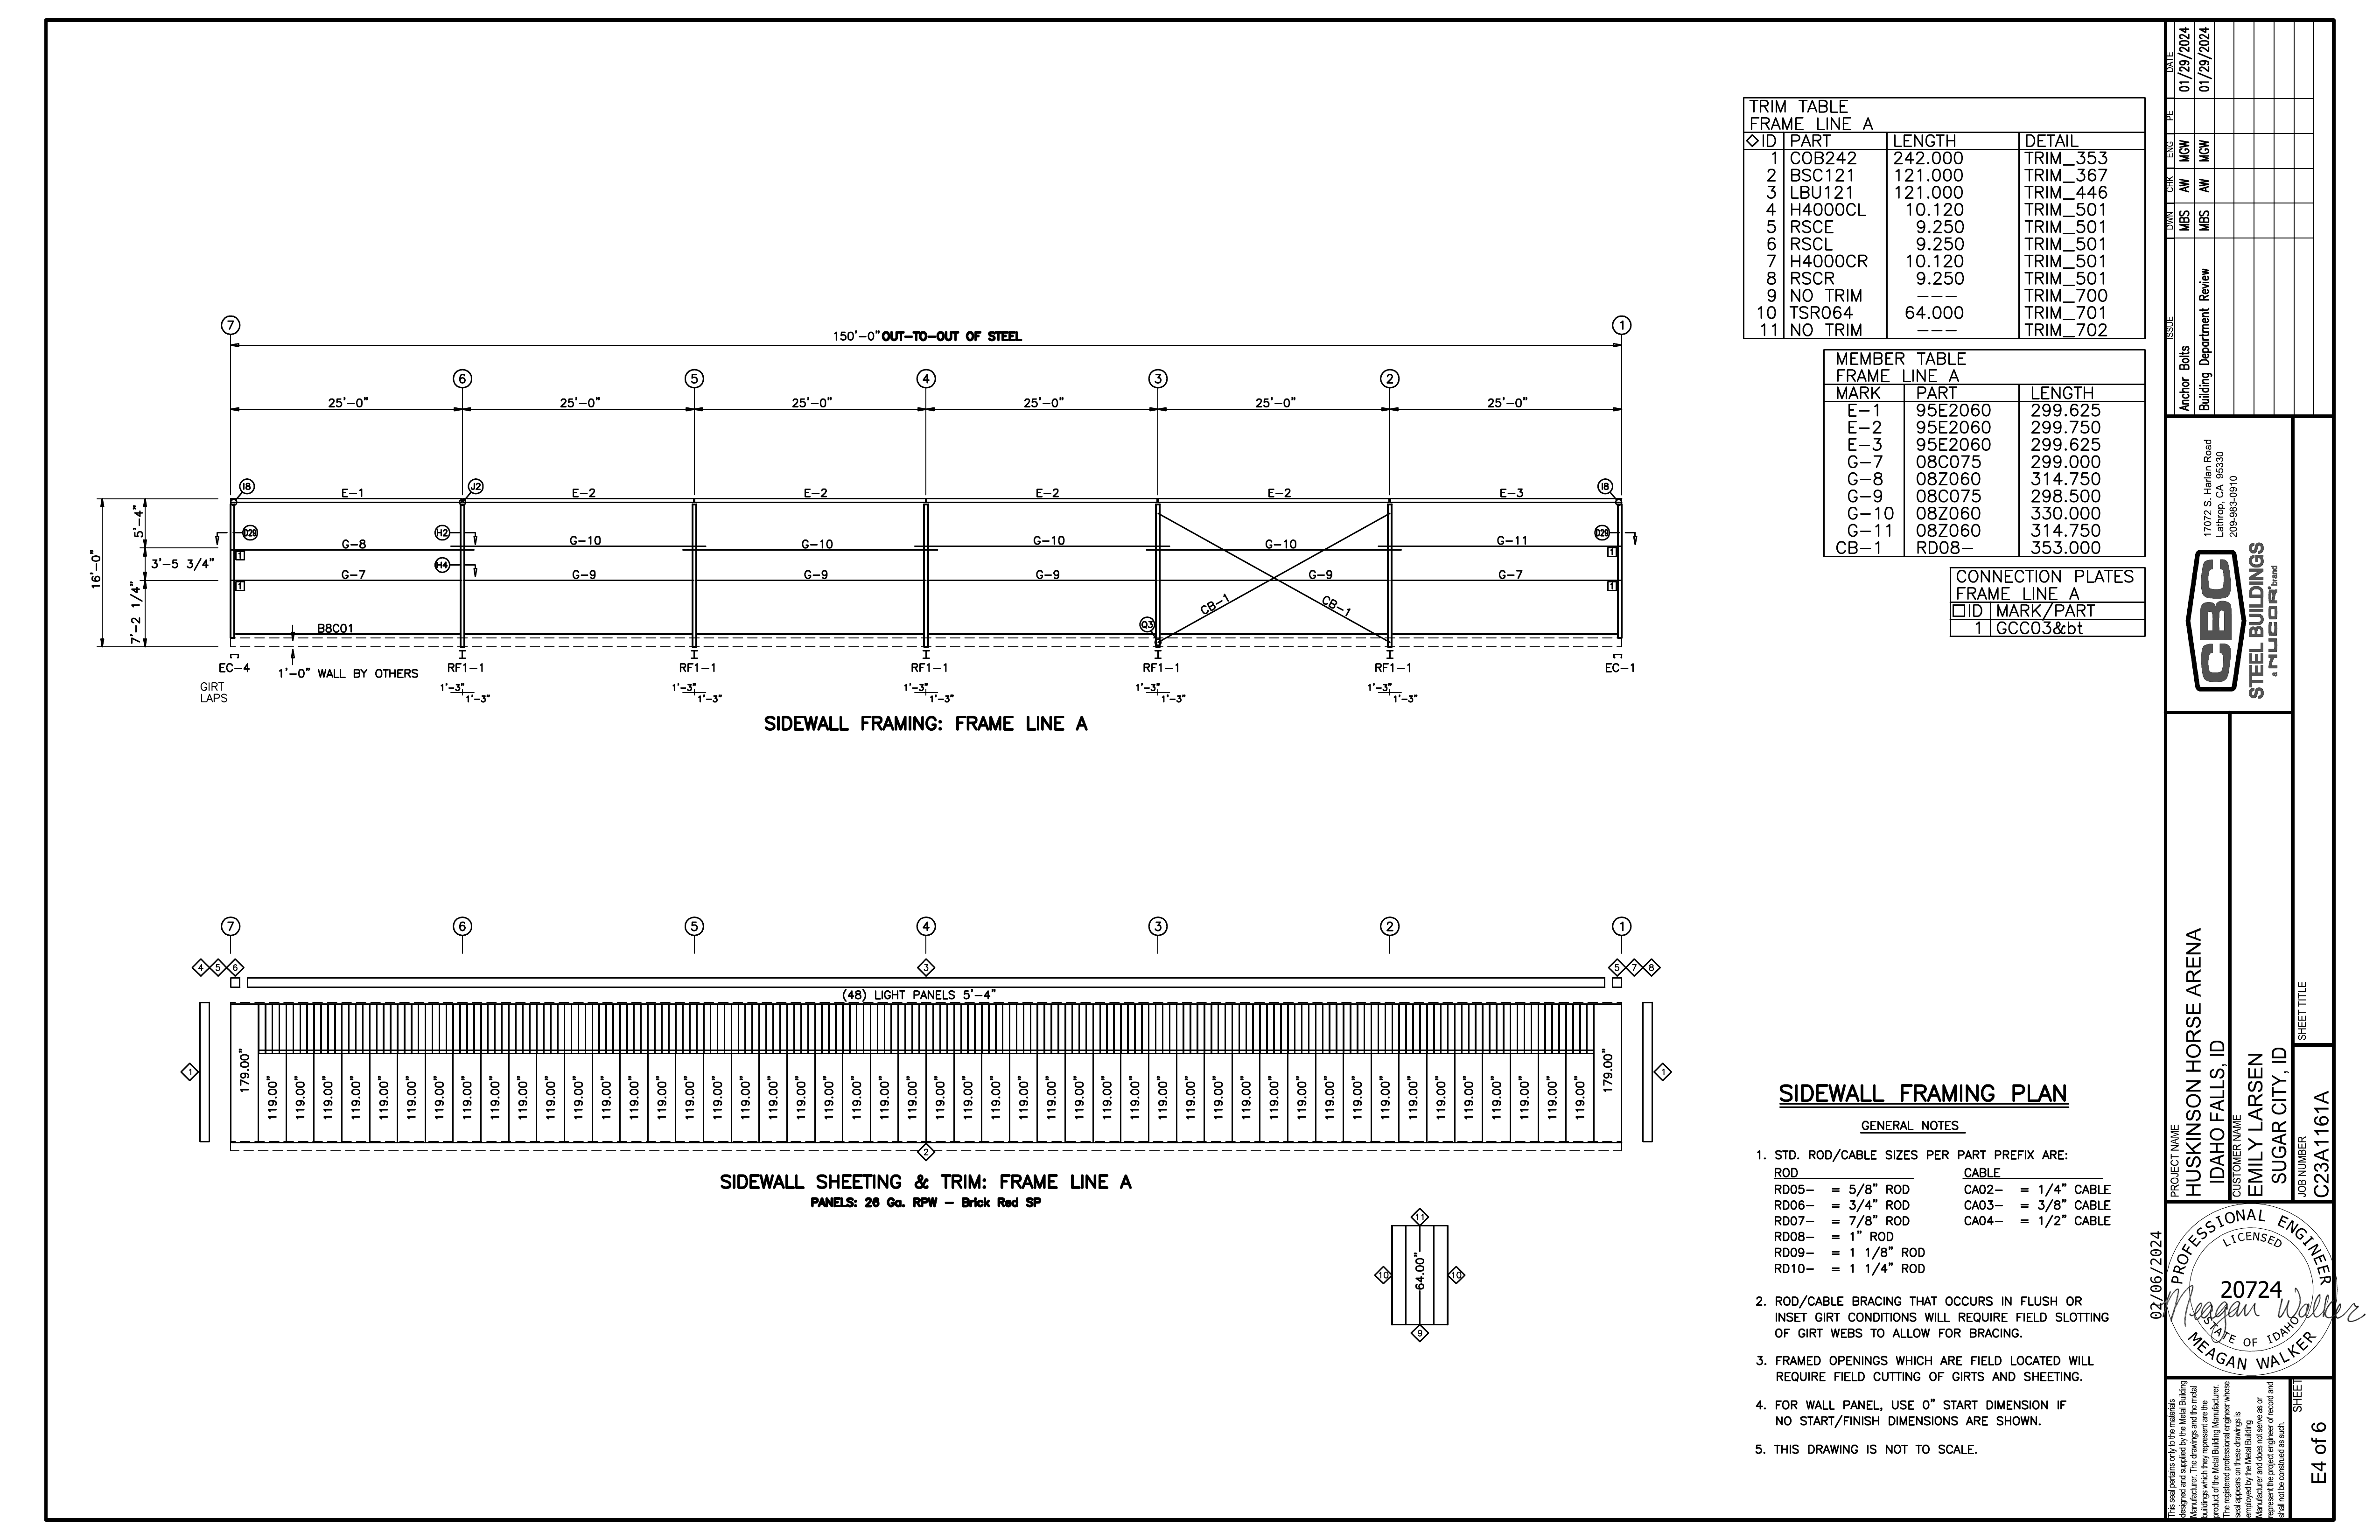 TRIM TABLE
FRAME LINE A
◇ID PART LENGTH DETAIL
1 COB242 242.000 TRIM_353
2 BSC121 121.000 TRIM_367
3 LBU121 121.000 TRIM_446
4 H4000CL 10.120 TRIM_501
5 RSCE 9.250 TRIM_501
6 RSCL 9.250 TRIM_501
7 H4000CR 10.120 TRIM_501
8 RSCR 9.250 TRIM_501
9 NO TRIM --- TRIM_700
10 TSR064 64.000 TRIM_701
11 NO TRIM --- TRIM_702
MEMBER TABLE
FRAME LINE A
MARK PART LENGTH
E-1 95E2060 299.625
E-2 95E2060 299.750
E-3 95E2060 299.625
G-7 08C075 299.000
G-8 08Z060 314.750
G-9 08C075 298.500
G-10 08Z060 330.000
G-11 08Z060 314.750
CB-1 RD08- 353.000
CONNECTION PLATES
FRAME LINE A
□ID MARK/PART
1 GCC03&bt
7 1
150'-0" OUT-TO-OUT OF STEEL
6 5 4 3 2
25'-0" 25'-0" 25'-0" 25'-0" 25'-0" 25'-0"
I8 J2 I8
E-1 E-2 E-2 E-2 E-2 E-3
16'-0" 5'-4" 3'-5 3/4" 7'-2 1/4"
D29 H2 D29
G-8 G-10 G-10 G-10 G-10 G-11
1 H4 1
G-7 G-9 G-9 G-9 G-9 G-7
1 1
CB-1 CB-1
B8C01 Q3
EC-4 RF1-1 RF1-1 RF1-1 RF1-1 RF1-1 EC-1
1'-0" WALL BY OTHERS
GIRT
LAPS
1'-3" 1'-3" 1'-3" 1'-3" 1'-3"
1'-3" 1'-3" 1'-3" 1'-3" 1'-3"
SIDEWALL FRAMING: FRAME LINE A
7 6 5 4 3 2 1
4 5 6 3 5 7 8
(48) LIGHT PANELS 5'-4"
1 179.00" 119.00" 119.00" 119.00" 119.00" 119.00" 119.00" 119.00" 119.00" 119.00" 119.00" 119.00" 119.00" 119.00" 119.00" 119.00" 119.00" 119.00" 119.00" 119.00" 119.00" 119.00" 119.00" 119.00" 119.00" 119.00" 119.00" 119.00" 119.00" 119.00" 119.00" 119.00" 119.00" 119.00" 119.00" 119.00" 119.00" 119.00" 119.00" 119.00" 119.00" 119.00" 119.00" 119.00" 119.00" 119.00" 119.00" 119.00" 119.00" 179.00" 1
2
SIDEWALL SHEETING & TRIM: FRAME LINE A
PANELS: 26 Ga. RPW - Brick Red SP
11
10 64.00" 10
9
SIDEWALL FRAMING PLAN
GENERAL NOTES
1. STD. ROD/CABLE SIZES PER PART PREFIX ARE:
ROD CABLE
RD05- = 5/8" ROD CA02- = 1/4" CABLE
RD06- = 3/4" ROD CA03- = 3/8" CABLE
RD07- = 7/8" ROD CA04- = 1/2" CABLE
RD08- = 1" ROD
RD09- = 1 1/8" ROD
RD10- = 1 1/4" ROD
2. ROD/CABLE BRACING THAT OCCURS IN FLUSH OR
INSET GIRT CONDITIONS WILL REQUIRE FIELD SLOTTING
OF GIRT WEBS TO ALLOW FOR BRACING.
3. FRAMED OPENINGS WHICH ARE FIELD LOCATED WILL
REQUIRE FIELD CUTTING OF GIRTS AND SHEETING.
4. FOR WALL PANEL, USE 0" START DIMENSION IF
NO START/FINISH DIMENSIONS ARE SHOWN.
5. THIS DRAWING IS NOT TO SCALE.
ISSUE DWN CHK ENG PE DATE
Anchor Bolts MBS AW MGW 01/29/2024
Building Department Review MBS AW MGW 01/29/2024
CBC
STEEL BUILDINGS
a NUCOR brand
17072 S. Harlan Road
Lathrop, CA 95330
209-983-0910
PROJECT NAME
HUSKINSON HORSE ARENA
IDAHO FALLS, ID
CUSTOMER NAME
EMILY LARSEN
SUGAR CITY, ID
SHEET TITLE
JOB NUMBER
C23A1161A
02/06/2024
PROFESSIONAL ENGINEER
LICENSED
20724
Meagan Walker
STATE OF IDAHO
MEAGAN WALKER
This seal pertains only to the materials
designed and supplied by the Metal Building
Manufacturer. The drawings and the metal
buildings which they represent are the
product of the Metal Building Manufacturer.
The registered professional engineer whose
seal appears on these drawings is
employed by the Metal Building
Manufacturer and does not serve as or
represent the project engineer of record and
shall not be construed as such.
SHEET
E4 of 6